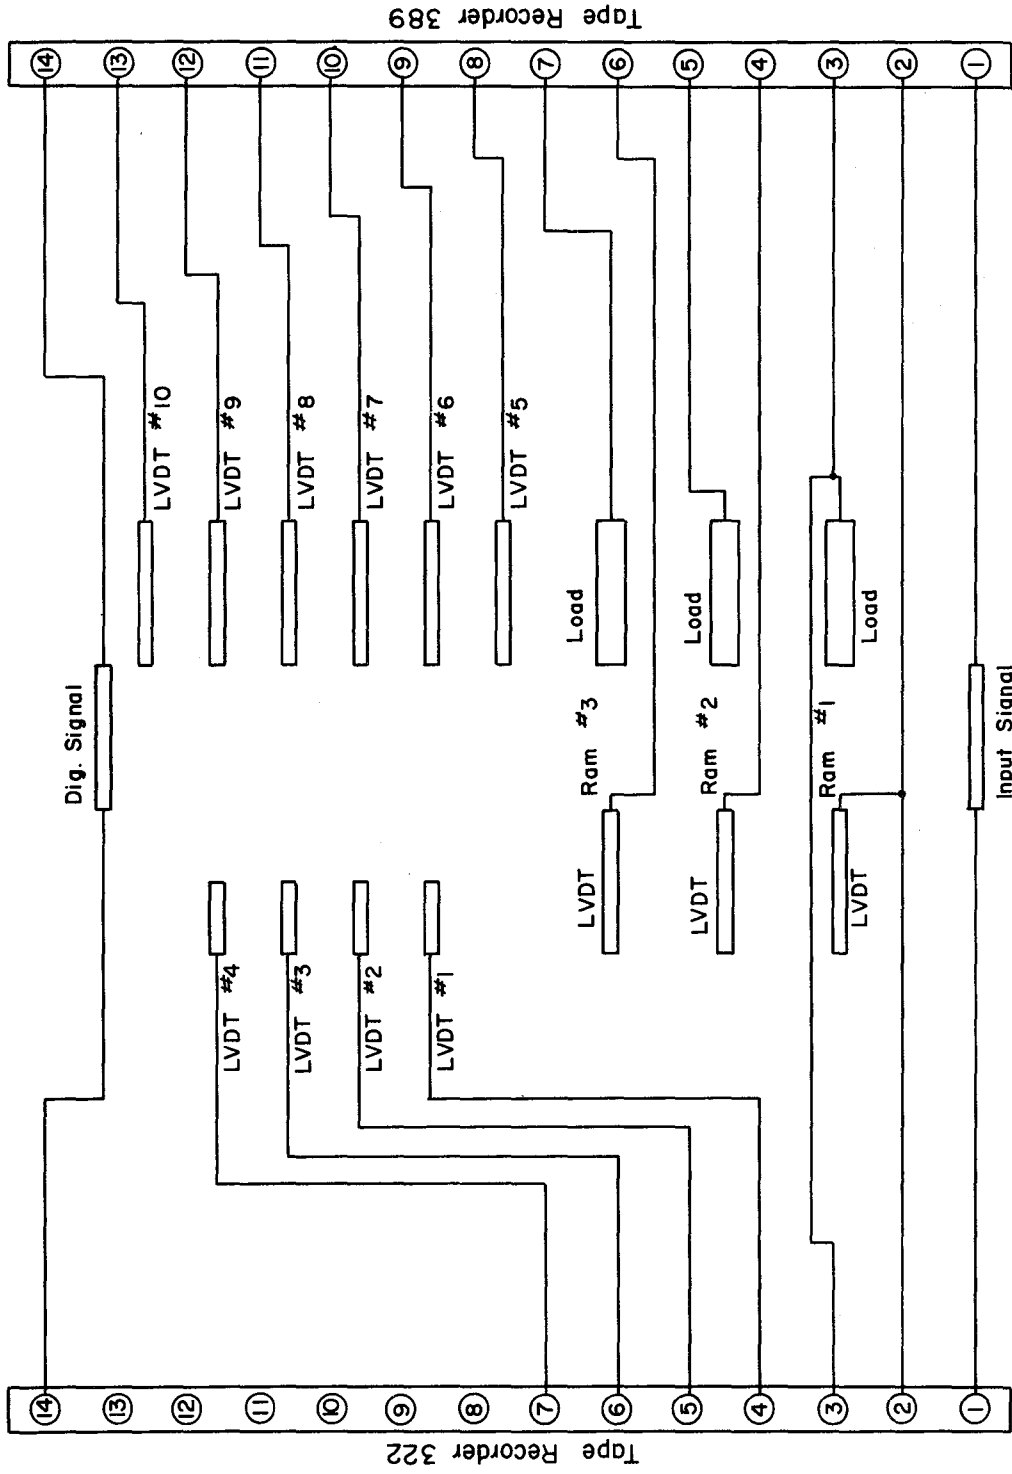 Tape Recorder 389
14
13
12
11
10
9
8
7
6
5
4
3
2
1
Dig. Signal
LVDT #10
LVDT #9
LVDT #8
LVDT #7
LVDT #6
LVDT #5
LVDT #4
LVDT #3
LVDT #2
LVDT #1
Load
Ram #3
LVDT
Load
Ram #2
LVDT
Load
Ram #1
LVDT
Input Signal
14
13
12
11
10
9
8
7
6
5
4
3
2
1
Tape Recorder 322